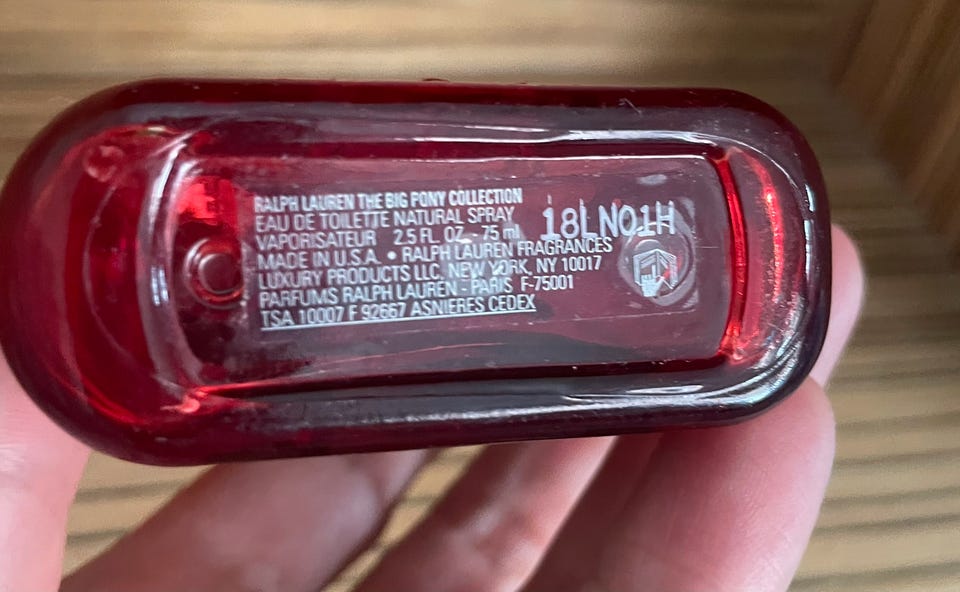 RALPH LAUREN THE BIG PONY COLLECTION
EAU DE TOILETTE NATURAL SPRAY
VAPORISATEUR 2.5 FL. OZ. - 75 ml
18LN01H
MADE IN U.S.A. • RALPH LAUREN FRAGRANCES
LUXURY PRODUCTS LLC, NEW YORK, NY 10017
PARFUMS RALPH LAUREN - PARIS F-75001
TSA 10007 F 92667 ASNIERES CEDEX